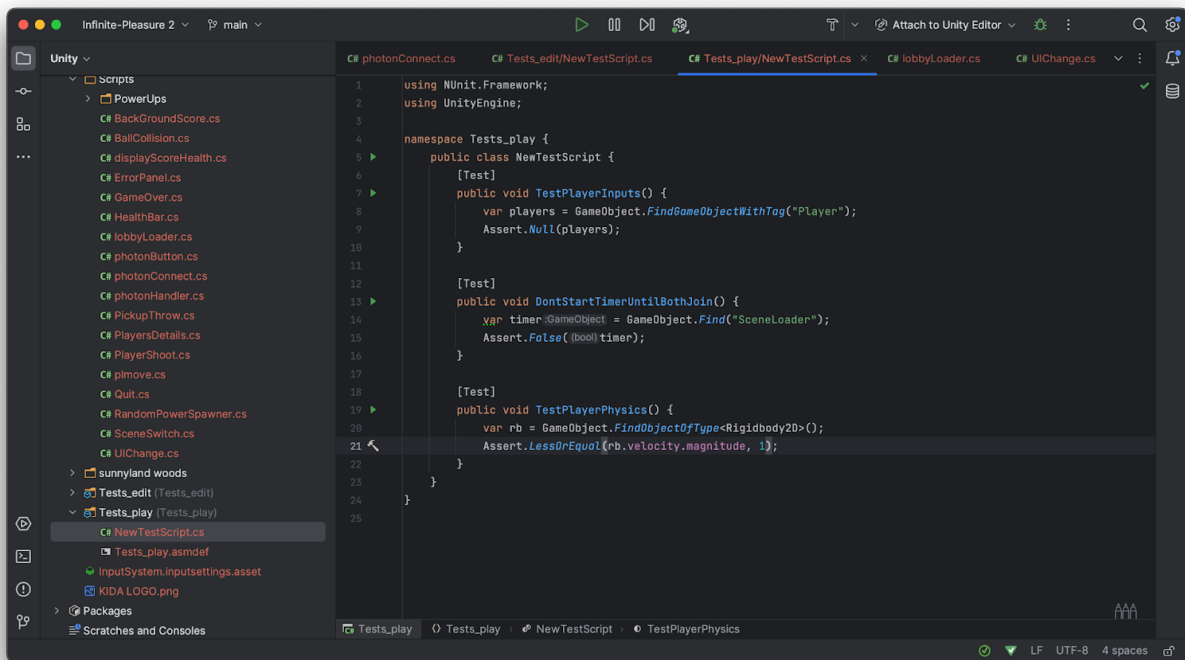 Infinite-Pleasure 2
main
Attach to Unity Editor
Unity
Scripts
PowerUps
C# BackGroundScore.cs
C# BallCollision.cs
C# displayScoreHealth.cs
C# ErrorPanel.cs
C# GameOver.cs
C# HealthBar.cs
C# lobbyLoader.cs
C# photonButton.cs
C# photonConnect.cs
C# photonHandler.cs
C# PickupThrow.cs
C# PlayersDetails.cs
C# PlayerShoot.cs
C# plmove.cs
C# Quit.cs
C# RandomPowerSpawner.cs
C# SceneSwitch.cs
C# UIChange.cs
sunnyland woods
Tests_edit (Tests_edit)
Tests_play (Tests_play)
C# NewTestScript.cs
Tests_play.asmdef
InputSystem.inputsettings.asset
KIDA LOGO.png
Packages
Scratches and Consoles
C# photonConnect.cs
C# Tests_edit/NewTestScript.cs
C# Tests_play/NewTestScript.cs
C# lobbyLoader.cs
C# UIChange.cs
1 using NUnit.Framework;
2 using UnityEngine;
3
4 namespace Tests_play {
5 public class NewTestScript {
6 [Test]
7 public void TestPlayerInputs() {
8 var players = GameObject.FindGameObjectWithTag("Player");
9 Assert.Null(players);
10 }
11
12 [Test]
13 public void DontStartTimerUntilBothJoin() {
14 var timer :GameObject = GameObject.Find("SceneLoader");
15 Assert.False( (bool) timer);
16 }
17
18 [Test]
19 public void TestPlayerPhysics() {
20 var rb = GameObject.FindObjectOfType<Rigidbody2D>();
21 Assert.LessOrEqual(rb.velocity.magnitude, 1);
22 }
23 }
24 }
25
Tests_play
Tests_play
NewTestScript
TestPlayerPhysics
LF
UTF-8
4 spaces